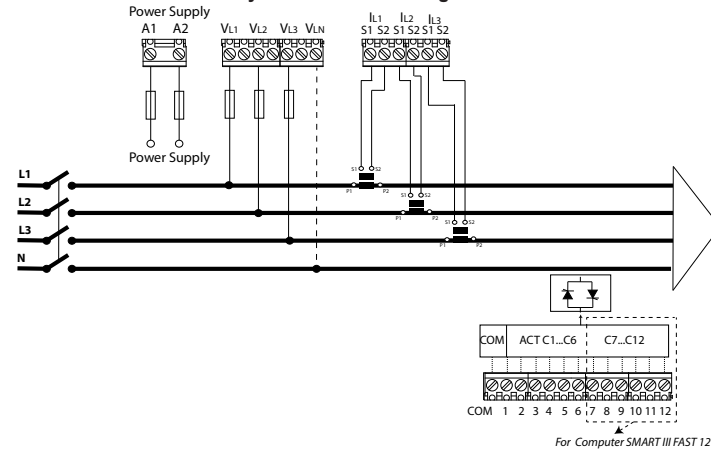 Power Supply
A1 A2
VL1 VL2 VL3 VLN
IL1 IL2 IL3
S1 S2 S1 S2 S1 S2
Power Supply
L1
S1 S2
P1 P2
L2
S1 S2
P1 P2
L3
S1 S2
P1 P2
N
COM ACT C1...C6 C7...C12
COM 1 2 3 4 5 6 7 8 9 10 11 12
For Computer SMART III FAST 12